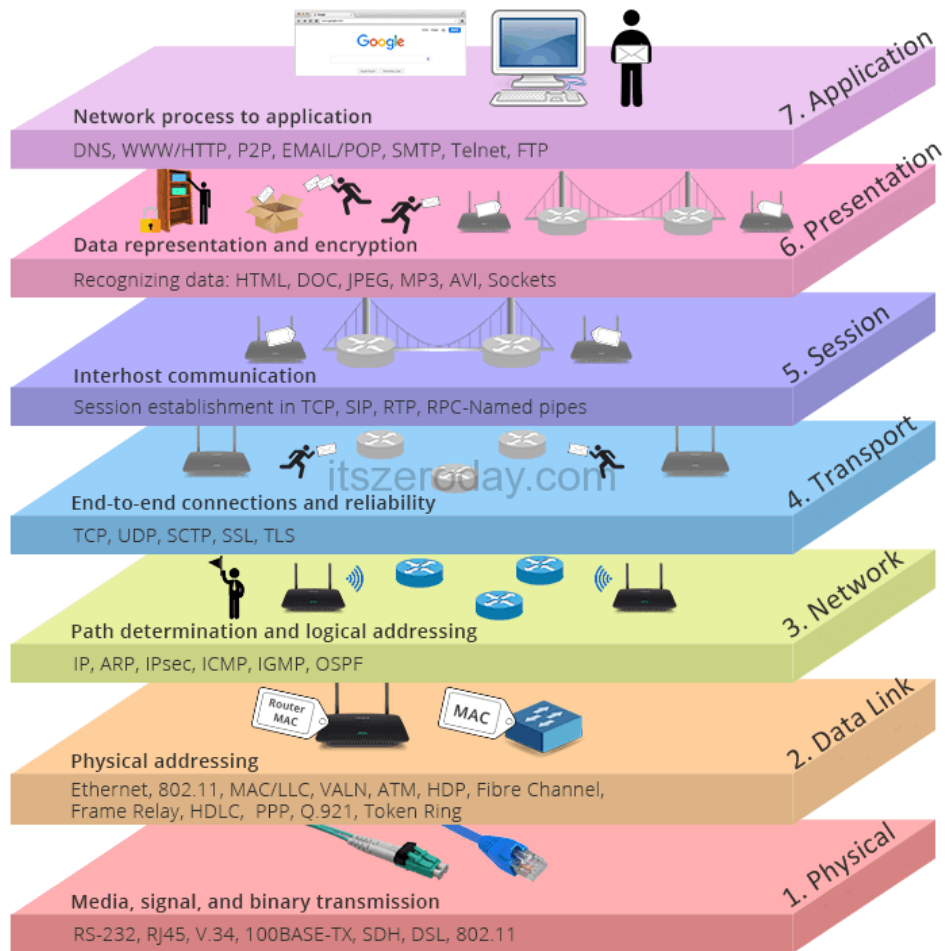 Google
7. Application
Network process to application
DNS, WWW/HTTP, P2P, EMAIL/POP, SMTP, Telnet, FTP
6. Presentation
Data representation and encryption
Recognizing data: HTML, DOC, JPEG, MP3, AVI, Sockets
5. Session
Interhost communication
Session establishment in TCP, SIP, RTP, RPC-Named pipes
4. Transport
itszeroday.com
End-to-end connections and reliability
TCP, UDP, SCTP, SSL, TLS
3. Network
Path determination and logical addressing
IP, ARP, IPsec, ICMP, IGMP, OSPF
2. Data Link
Router
MAC
MAC
Physical addressing
Ethernet, 802.11, MAC/LLC, VALN, ATM, HDP, Fibre Channel,
Frame Relay, HDLC, PPP, Q.921, Token Ring
1. Physical
Media, signal, and binary transmission
RS-232, RJ45, V.34, 100BASE-TX, SDH, DSL, 802.11